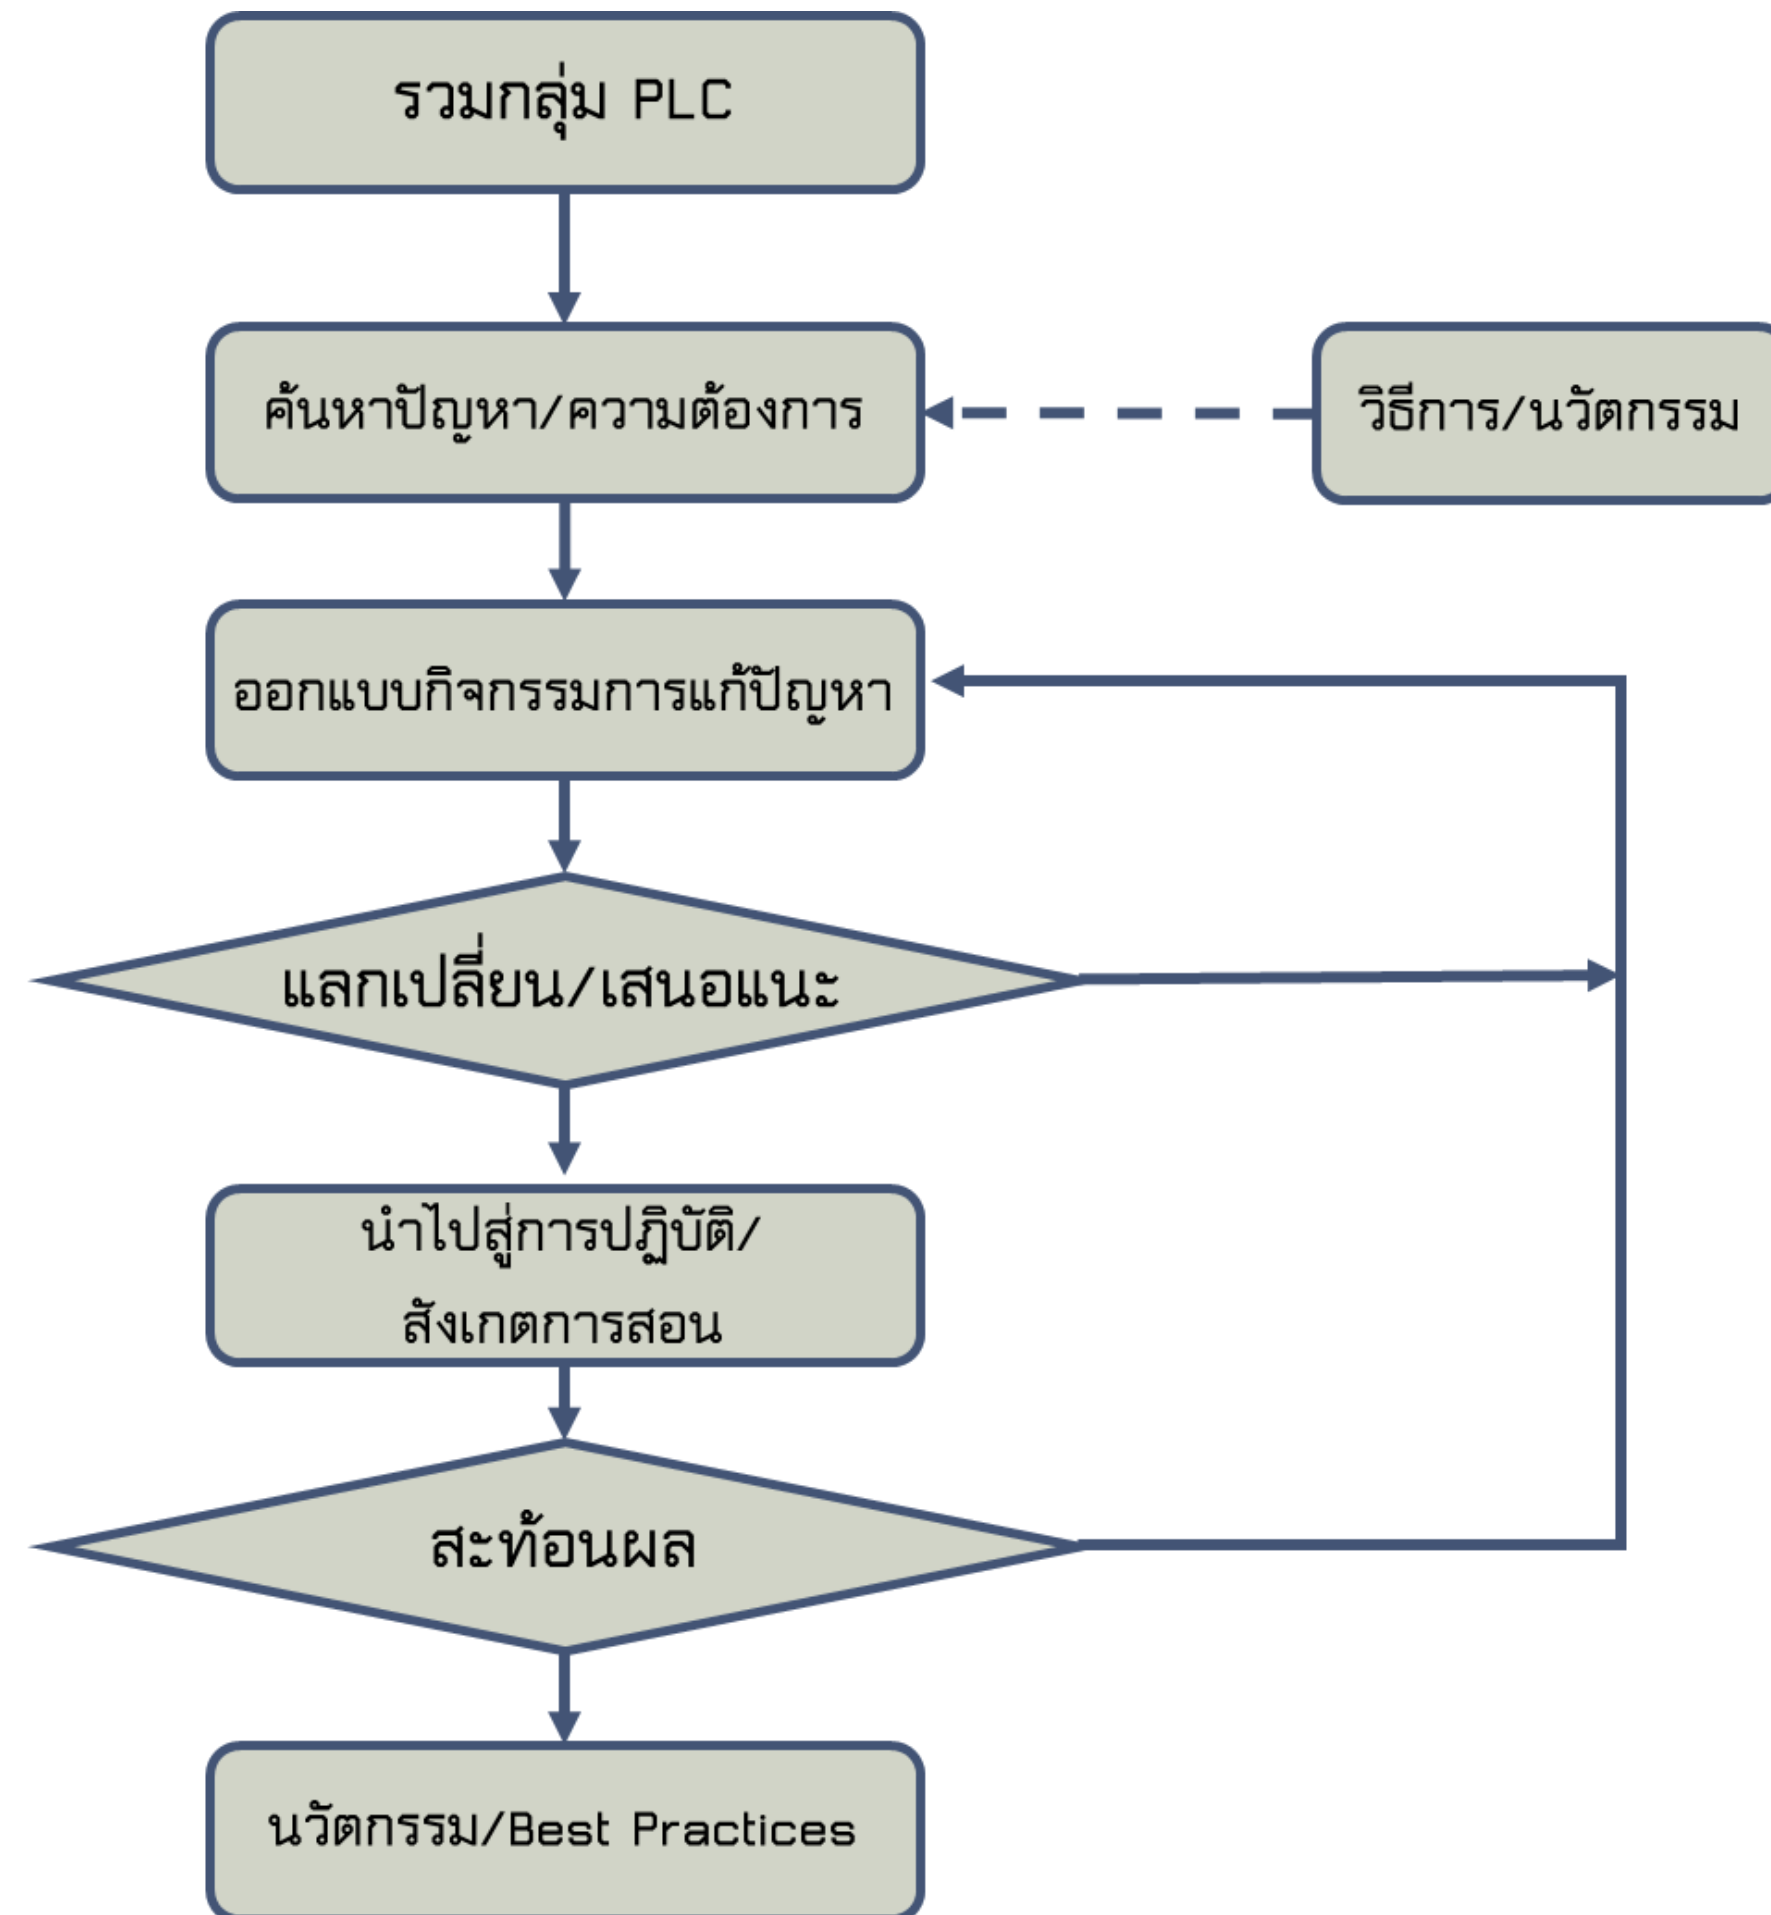 รวมกลุ่ม PLC
ค้นหาปัญหา/ความต้องการ
วิธีการ/นวัตกรรม
ออกแบบกิจกรรมการแก้ปัญหา
แลกเปลี่ยน/เสนอแนะ
นำไปสู่การปฏิบัติ/
สังเกตการสอน
สะท้อนผล
นวัตกรรม/Best Practices